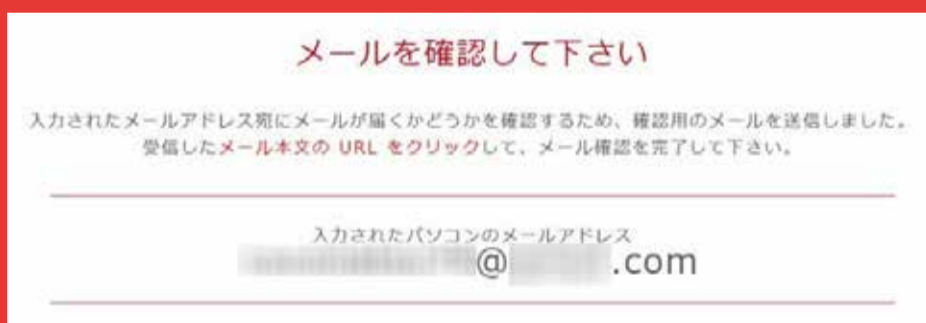 メールを確認して下さい
入力されたメールアドレス宛にメールが届くかどうかを確認するため、確認用のメールを送信しました。
受信したメール本文の URL をクリックして、メール確認を完了して下さい。
入力されたパソコンのメールアドレス
@ .com